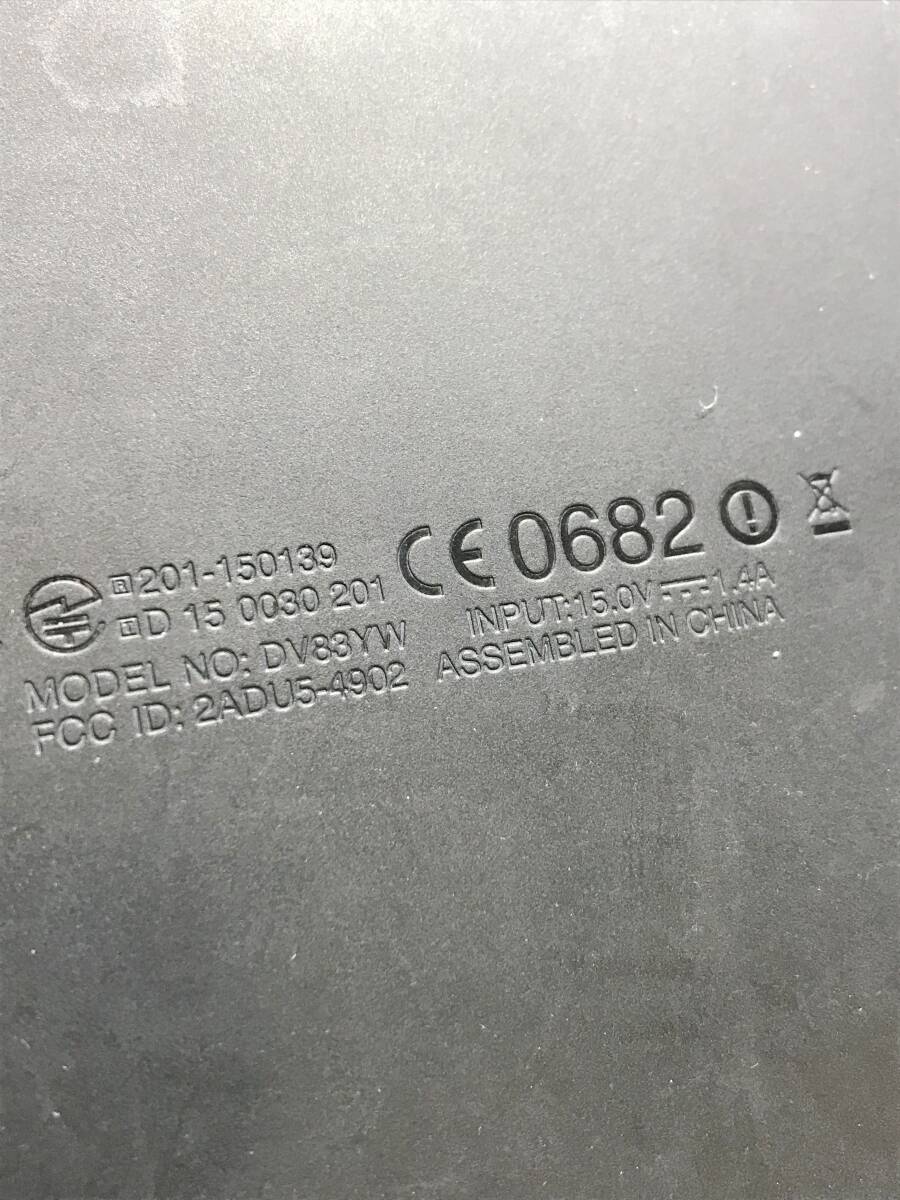 R 201-150139
T D 15 0030 201
CE 0682
MODEL NO: DV83YW
FCC ID: 2ADU5-4902
INPUT:15.0V ⎓ 1.4A
ASSEMBLED IN CHINA